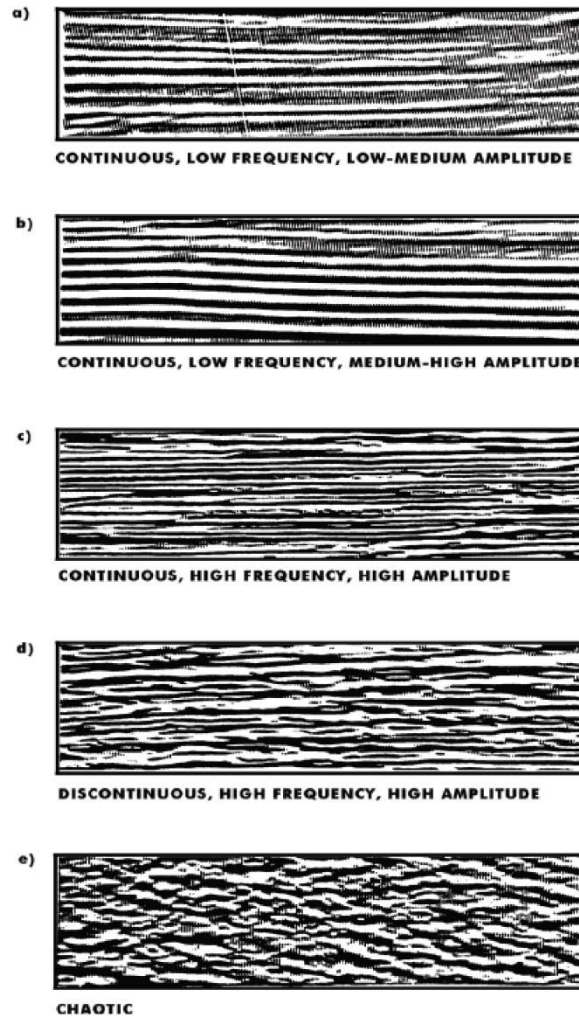 a)
CONTINUOUS, LOW FREQUENCY, LOW-MEDIUM AMPLITUDE
b)
CONTINUOUS, LOW FREQUENCY, MEDIUM-HIGH AMPLITUDE
c)
CONTINUOUS, HIGH FREQUENCY, HIGH AMPLITUDE
d)
DISCONTINUOUS, HIGH FREQUENCY, HIGH AMPLITUDE
e)
CHAOTIC